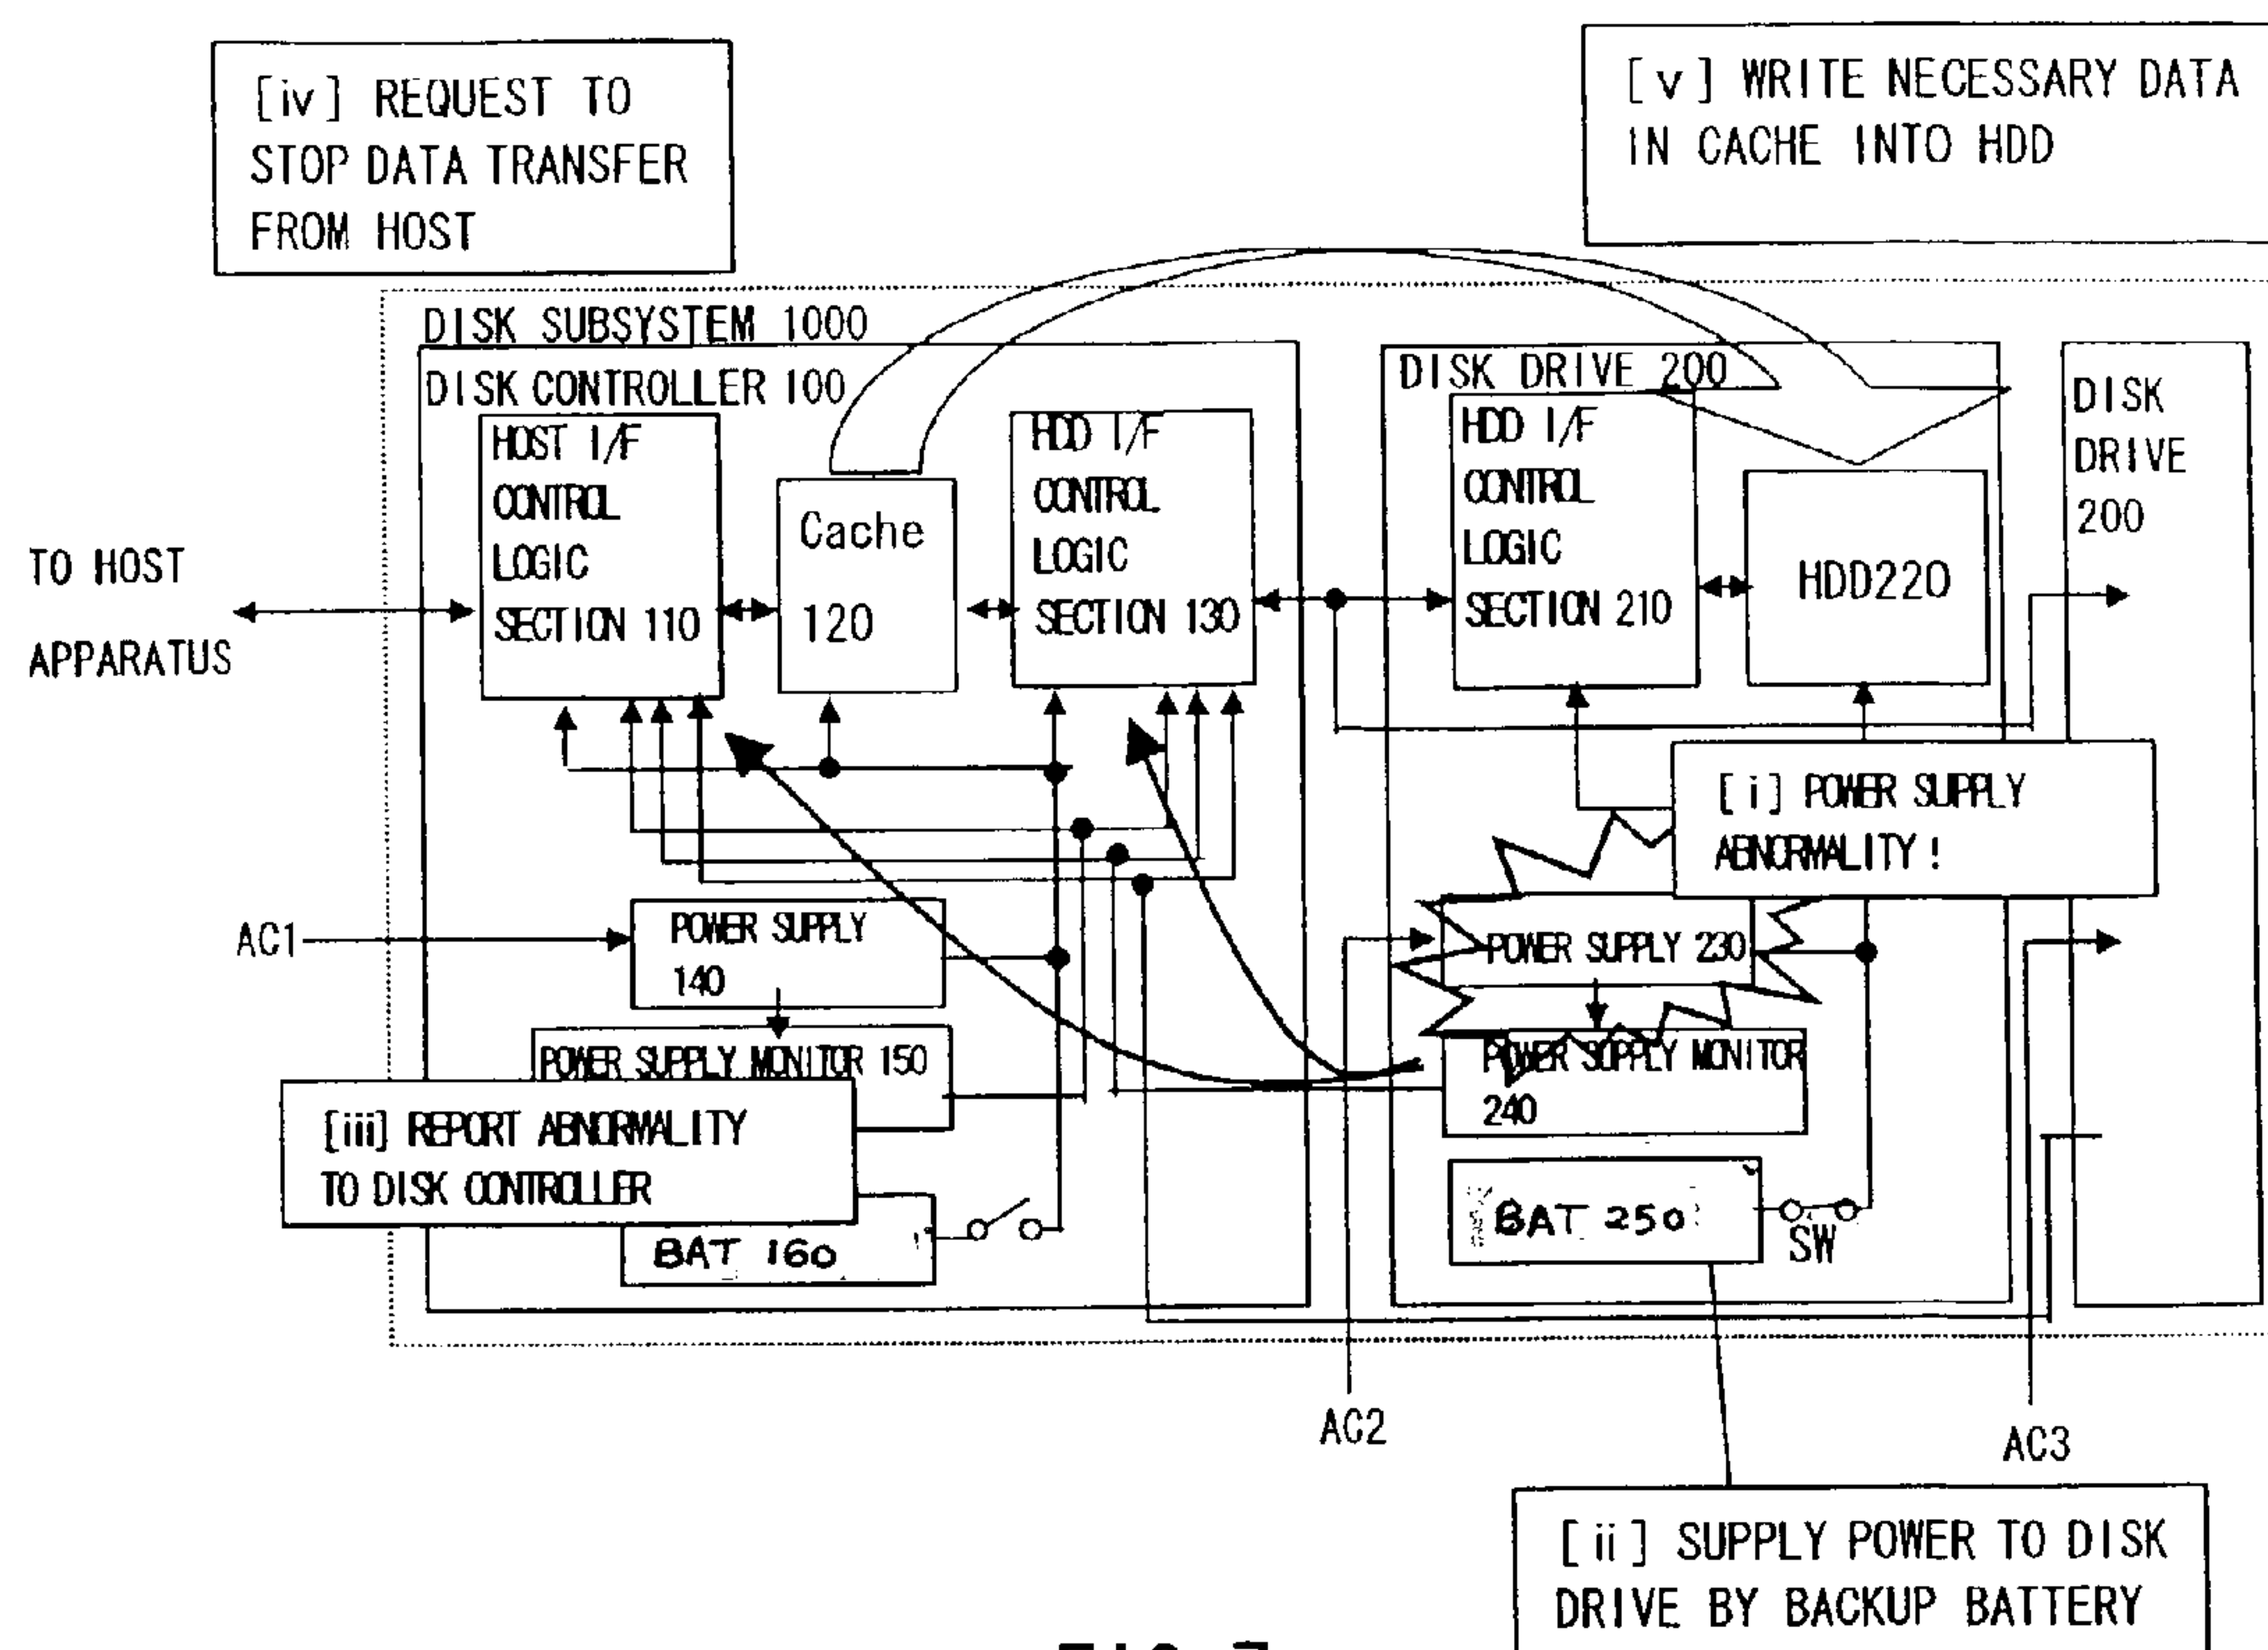 [iv] REQUEST TO
STOP DATA TRANSFER
FROM HOST
[v] WRITE NECESSARY DATA
IN CACHE INTO HDD
DISK SUBSYSTEM 1000
DISK CONTROLLER 100
HOST I/F
CONTROL
LOGIC
SECTION 110
Cache
120
HDD I/F
CONTROL
LOGIC
SECTION 130
DISK DRIVE 200
HDD I/F
CONTROL
LOGIC
SECTION 210
HDD220
DISK
DRIVE
200
TO HOST
APPARATUS
[i] POWER SUPPLY
ABNORMALITY!
AC1
POWER SUPPLY
140
POWER SUPPLY 230
POWER SUPPLY MONITOR 150
POWER SUPPLY MONITOR
240
[iii] REPORT ABNORMALITY
TO DISK CONTROLLER
BAT 160
BAT 250
SW
AC2
AC3
[ii] SUPPLY POWER TO DISK
DRIVE BY BACKUP BATTERY